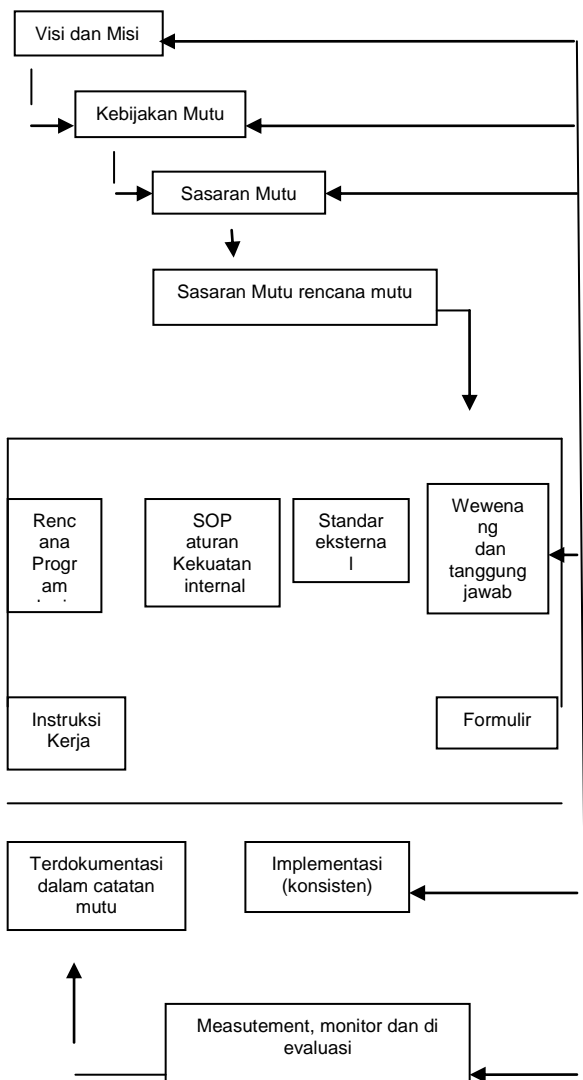 Visi dan Misi
Kebijakan Mutu
Sasaran Mutu
Sasaran Mutu rencana mutu
Renc
ana
Progr
am
SOP
aturan
Kekuatan
internal
Standar
eksterna
l
Wewena
ng
dan
tanggung
jawab
Instruksi
Kerja
Formulir
Terdokumentasi
dalam catatan
mutu
Implementasi
(konsisten)
Measutement, monitor dan di
evaluasi